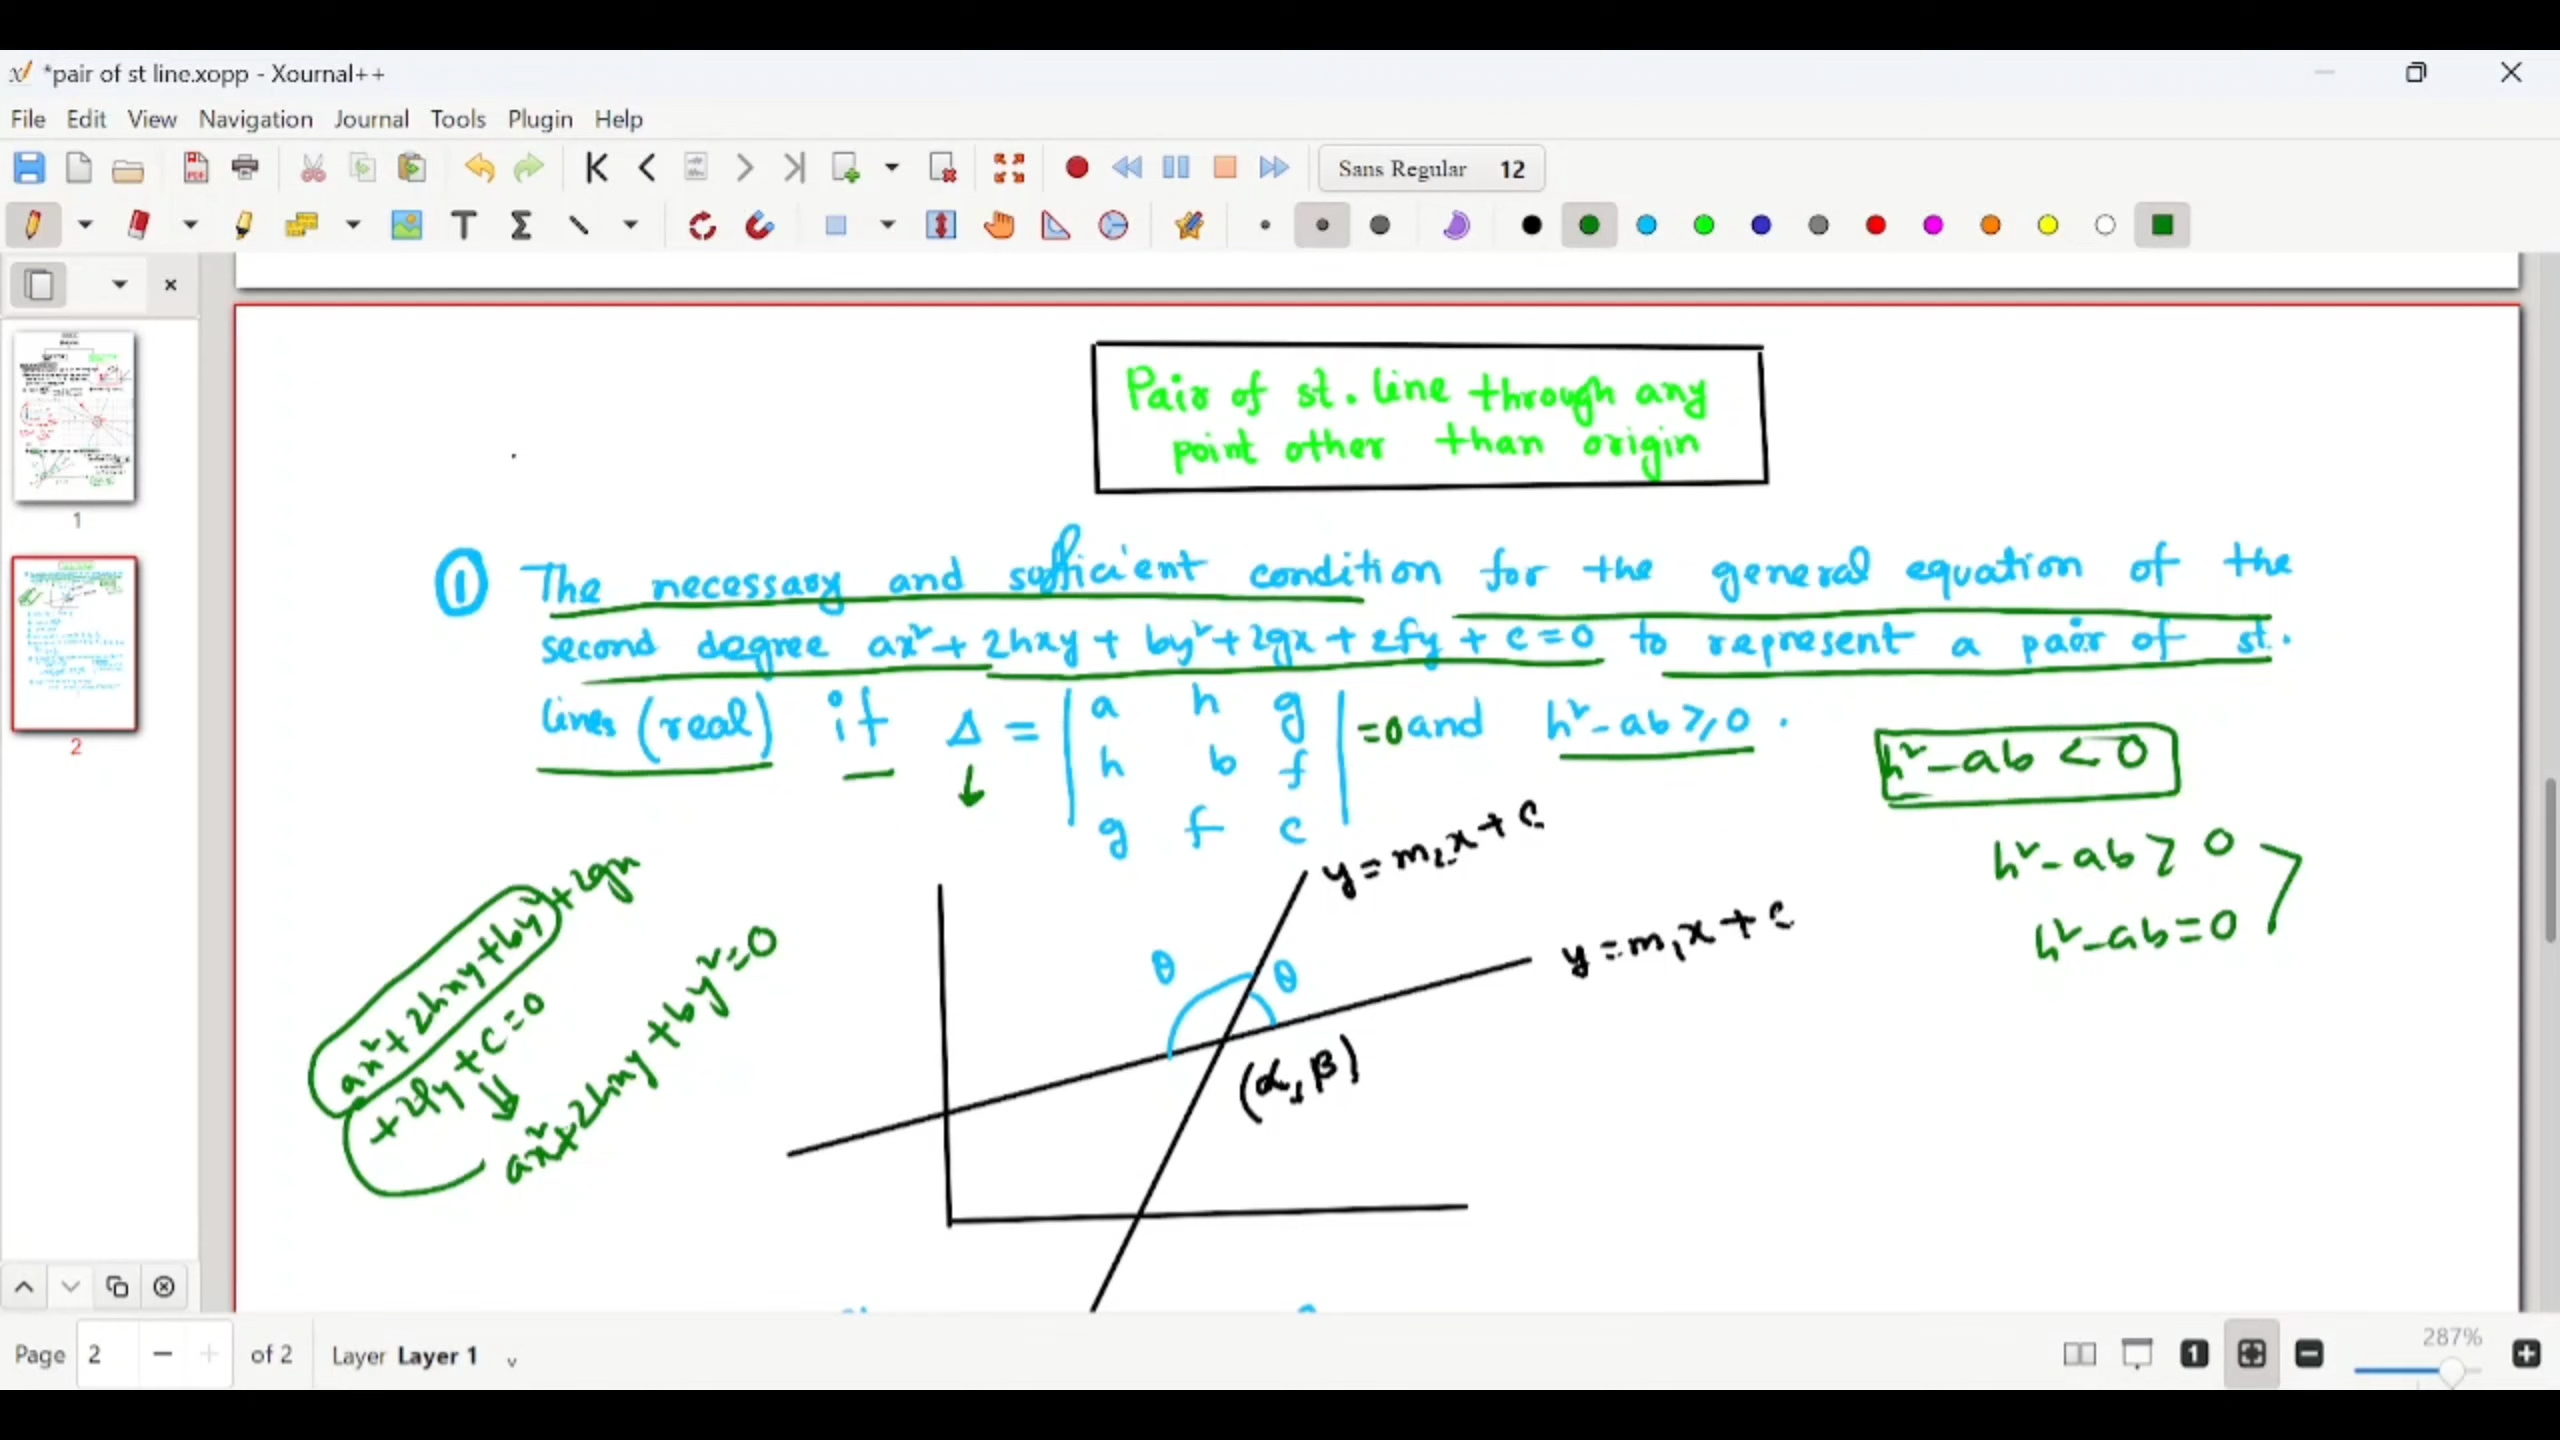 *pair of st line.xopp - Xournal++
File Edit View Navigation Journal Tools Plugin Help
Sans Regular 12
Pair of st. line through any
point other than origin
① The necessary and sufficient condition for the general equation of the
second degree ax²+2hxy+by²+2gx+2fy+c=0 to represent a pair of st.
lines (real) if Δ = | a h g | =0 and h²-ab⩾0.
h b f
g f c
h²-ab<0
h²-ab>0
h²-ab=0
y=m₂x+c
y=m₁x+c
θ θ
(α,β)
ax²+2hxy+by²+2gx
+2fy+c=0
⇓
ax²+2hxy+by²=0
1
2
Page 2 of 2 Layer Layer 1
287%